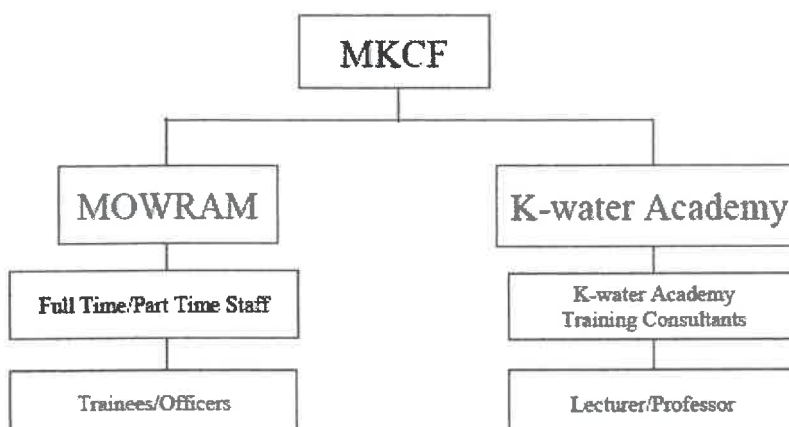 MKCF
MOWRAM
K-water Academy
Full Time/Part Time Staff
K-water Academy
Training Consultants
Trainees/Officers
Lecturer/Professor